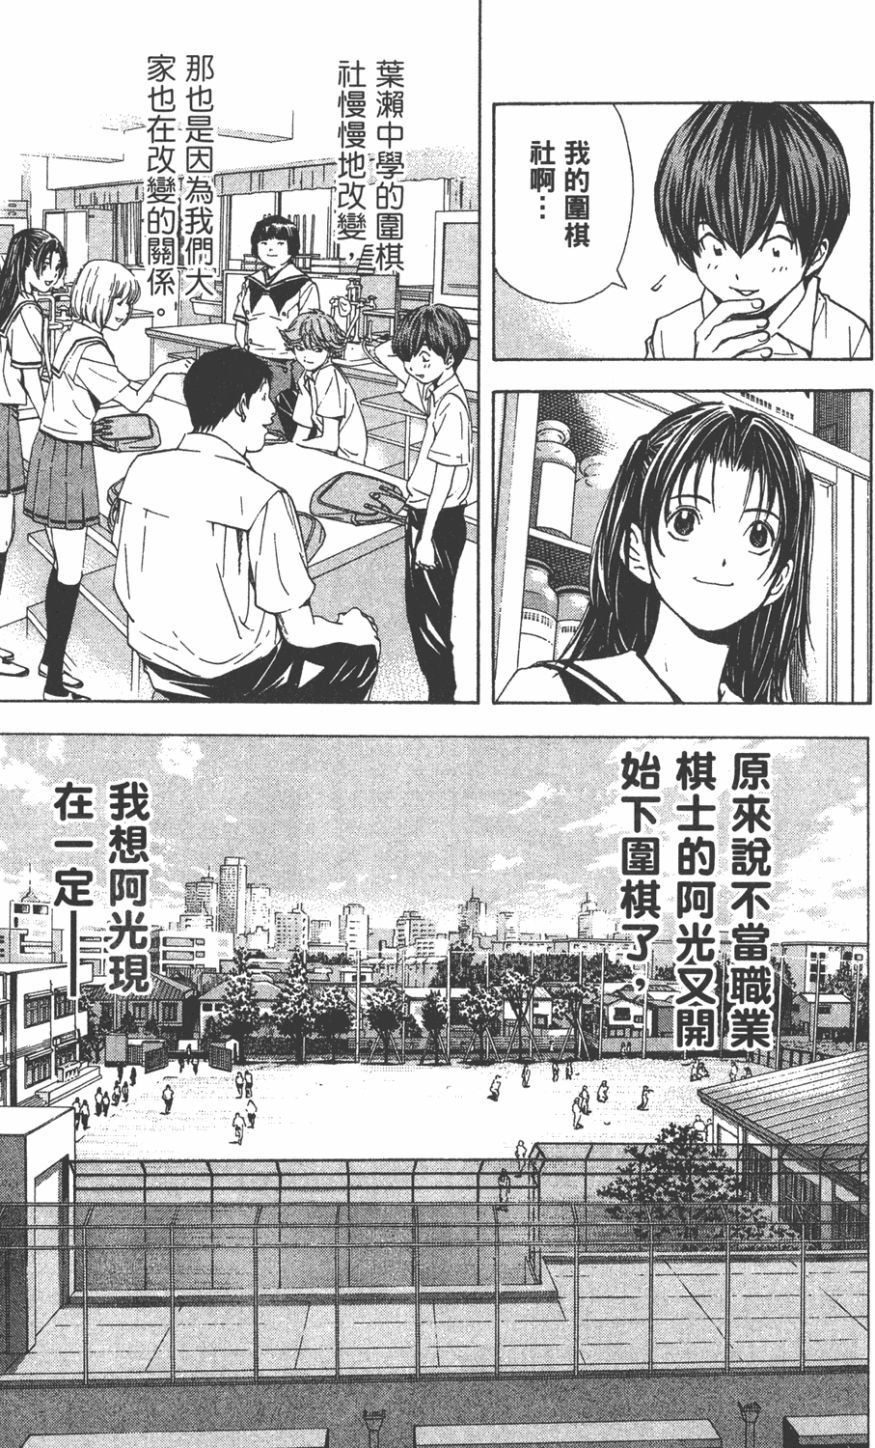 我的圍棋
社啊…
葉瀨中學的圍棋
社慢慢地改變，
那也是因為我們大
家也在改變的關係。
原來說不當職業
棋士的阿光又開
始下圍棋了，
我想阿光現
在一定——